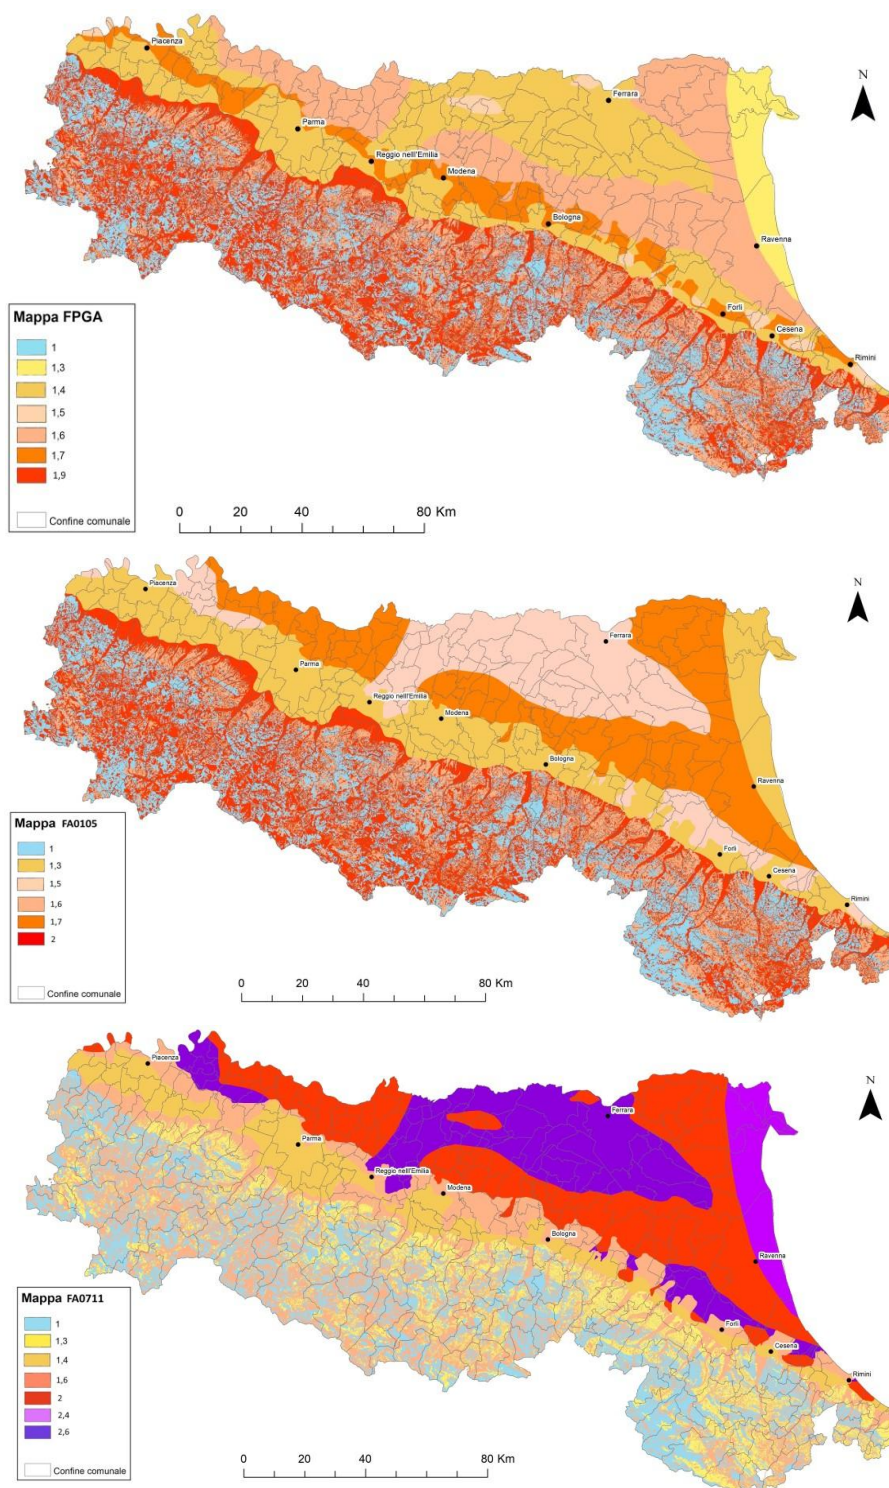 Piacenza
N
Ferrara
Parma
Reggio nell'Emilia
Modena
Bologna
Ravenna
Mappa FPGA
1
1,3
1,4
1,5
1,6
1,7
1,9
Confine comunale
Forlì
Cesena
Rimini
0 20 40 80 Km
Piacenza
N
Ferrara
Parma
Reggio nell'Emilia
Modena
Bologna
Ravenna
Mappa FA0105
1
1,3
1,5
1,6
1,7
2
Confine comunale
Forlì
Cesena
Rimini
0 20 40 80 Km
Piacenza
N
Ferrara
Parma
Reggio nell'Emilia
Modena
Bologna
Ravenna
Mappa FA0711
1
1,3
1,4
1,6
2
2,4
2,6
Confine comunale
Forlì
Cesena
Rimini
0 20 40 80 Km